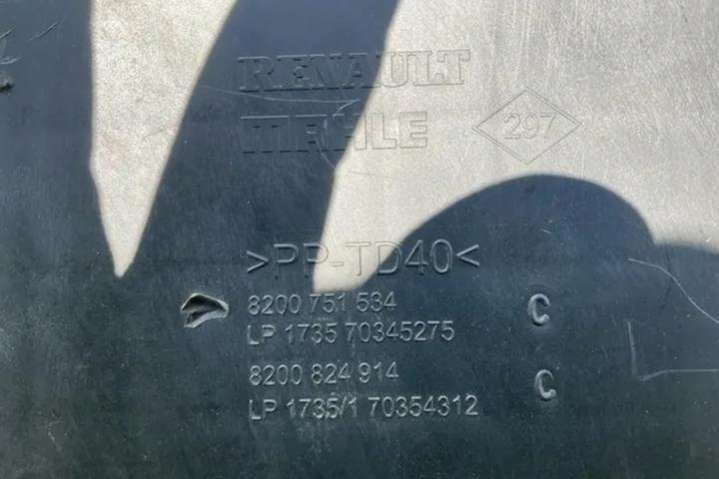 RENAULT
MAHLE 297
>PP-TD40<
8200 751 534 C
LP 1735 70345275
8200 824 914 C
LP 1735/1 70354312